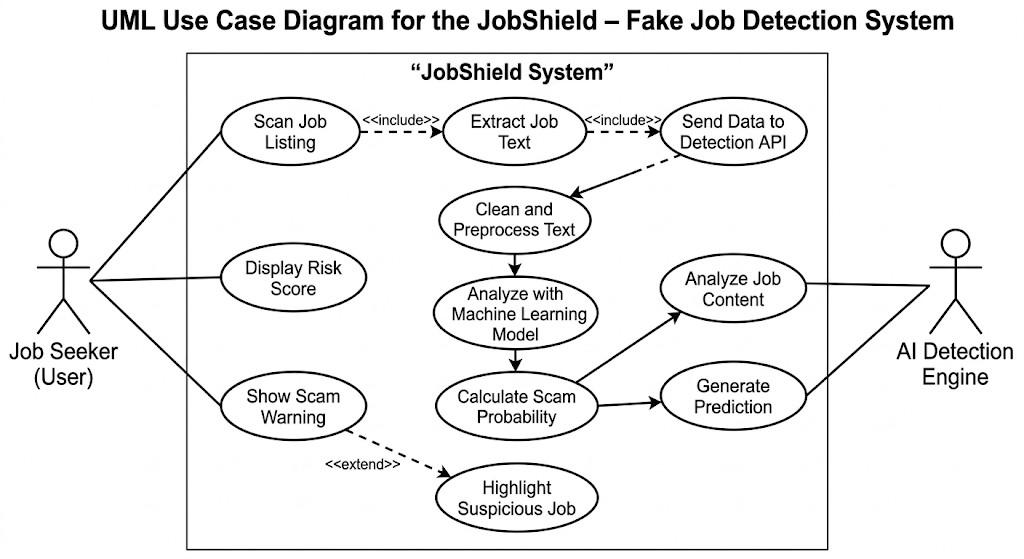 UML Use Case Diagram for the JobShield – Fake Job Detection System
“JobShield System”
Scan Job
Listing
<<include>>
Extract Job
Text
<<include>>
Send Data to
Detection API
Clean and
Preprocess Text
Display Risk
Score
Analyze with
Machine Learning
Model
Analyze Job
Content
Job Seeker
(User)
AI Detection
Engine
Show Scam
Warning
Calculate Scam
Probability
Generate
Prediction
<<extend>>
Highlight
Suspicious Job